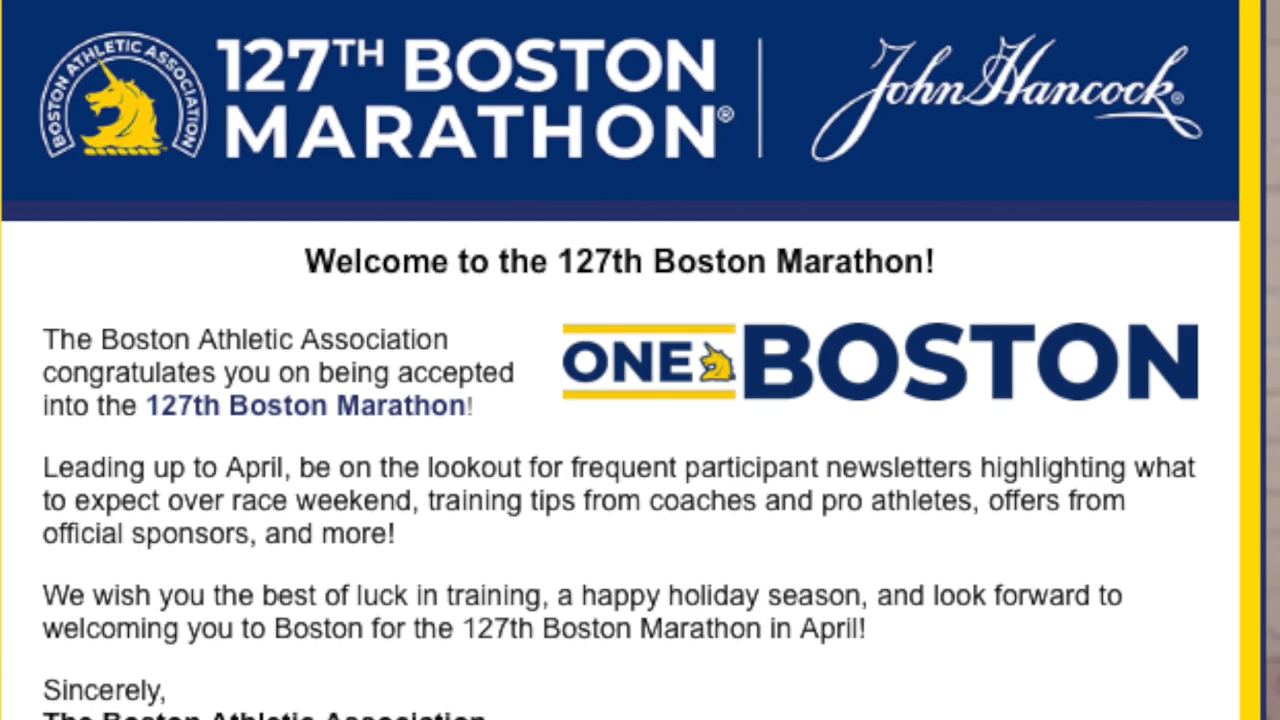 BOSTON ATHLETIC ASSOCIATION
127TH BOSTON
MARATHON®
John Hancock®
Welcome to the 127th Boston Marathon!
The Boston Athletic Association
congratulates you on being accepted
into the 127th Boston Marathon!
ONE BOSTON
Leading up to April, be on the lookout for frequent participant newsletters highlighting what
to expect over race weekend, training tips from coaches and pro athletes, offers from
official sponsors, and more!
We wish you the best of luck in training, a happy holiday season, and look forward to
welcoming you to Boston for the 127th Boston Marathon in April!
Sincerely,
The Boston Athletic Association